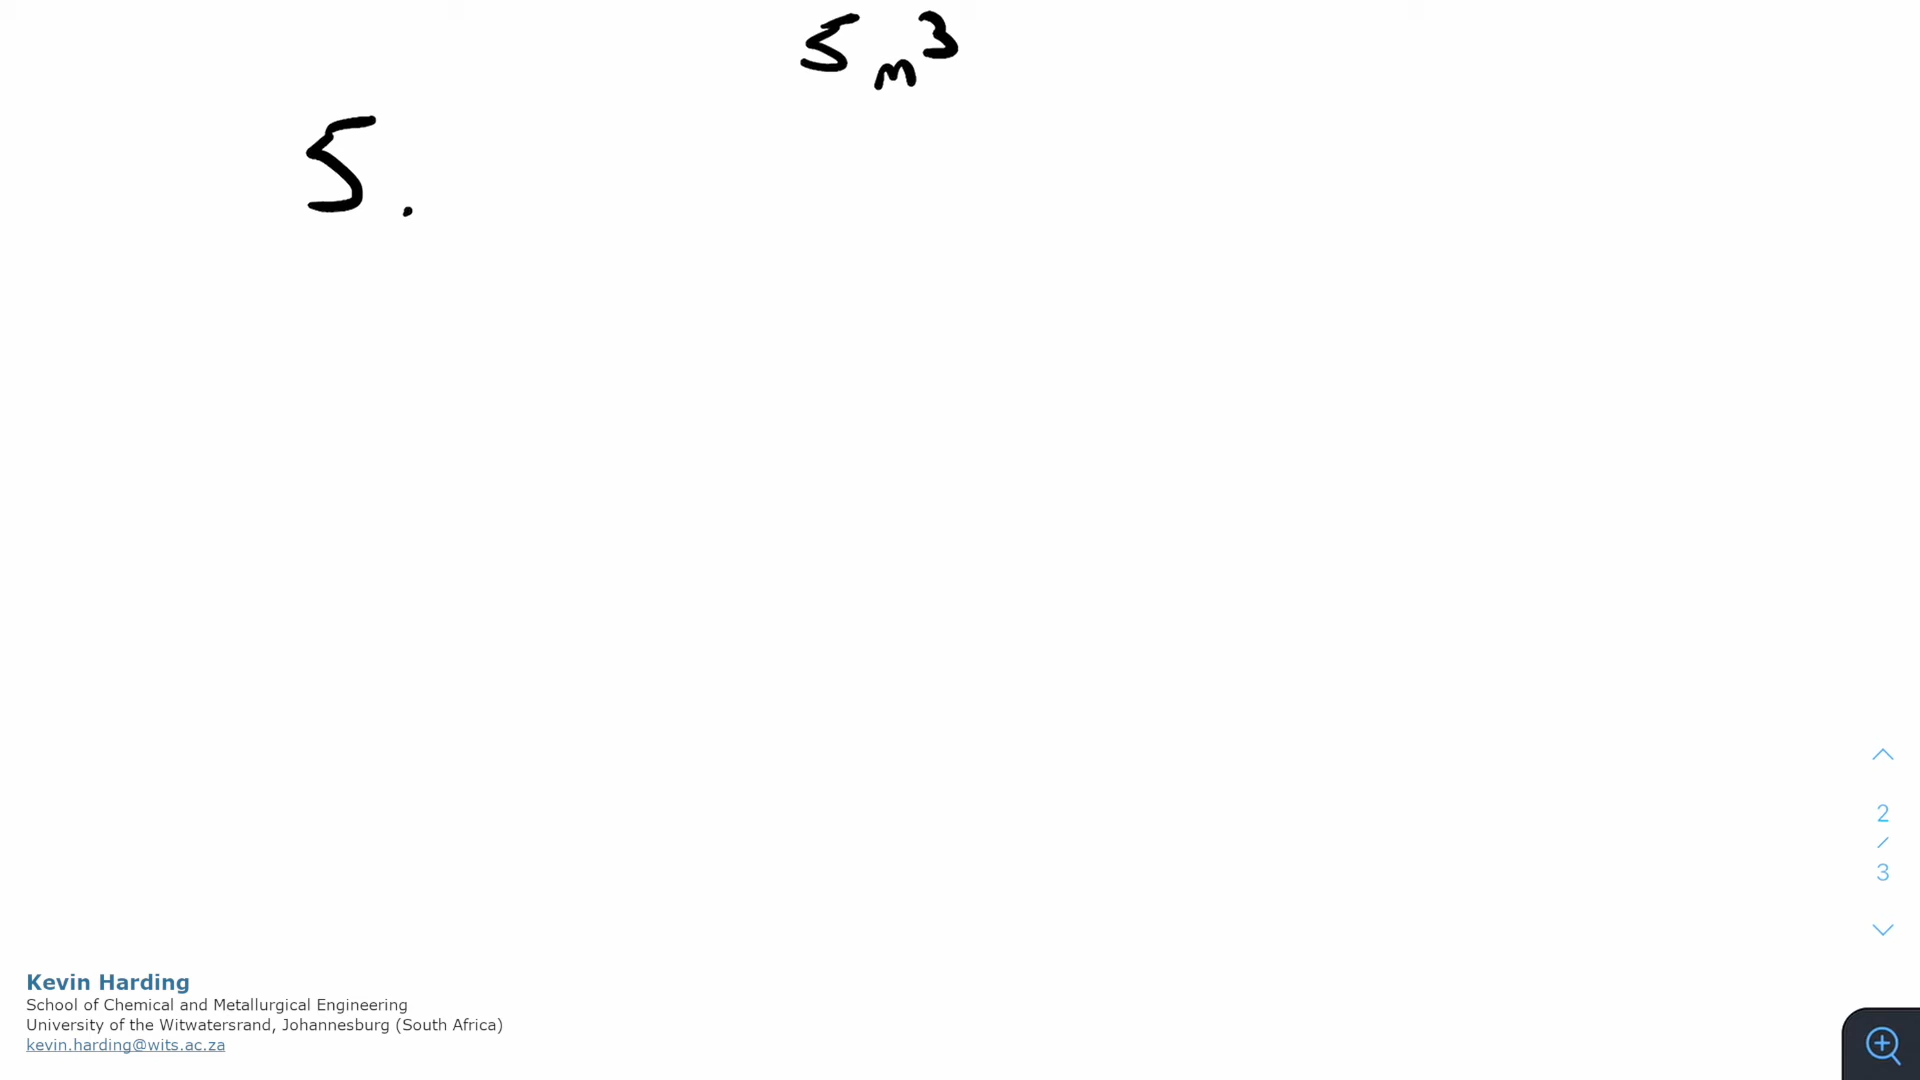 5 m³
5.
2
/
3
Kevin Harding
School of Chemical and Metallurgical Engineering
University of the Witwatersrand, Johannesburg (South Africa)
kevin.harding@wits.ac.za